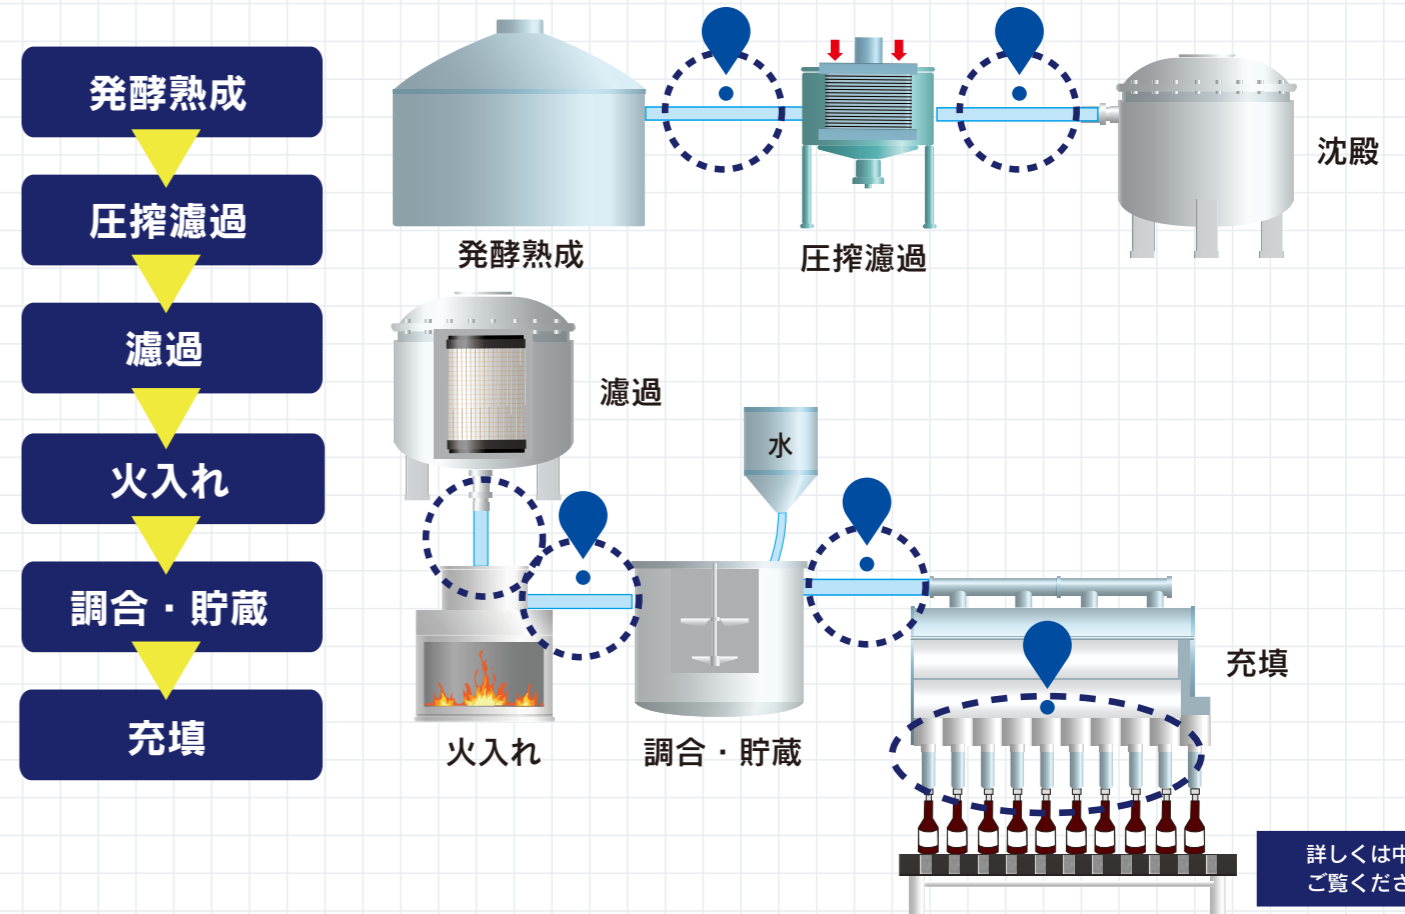 発酵熟成
圧搾濾過
濾過
火入れ
調合・貯蔵
充填
発酵熟成
圧搾濾過
沈殿
濾過
水
火入れ
調合・貯蔵
充填
詳しくは中
ご覧くださ